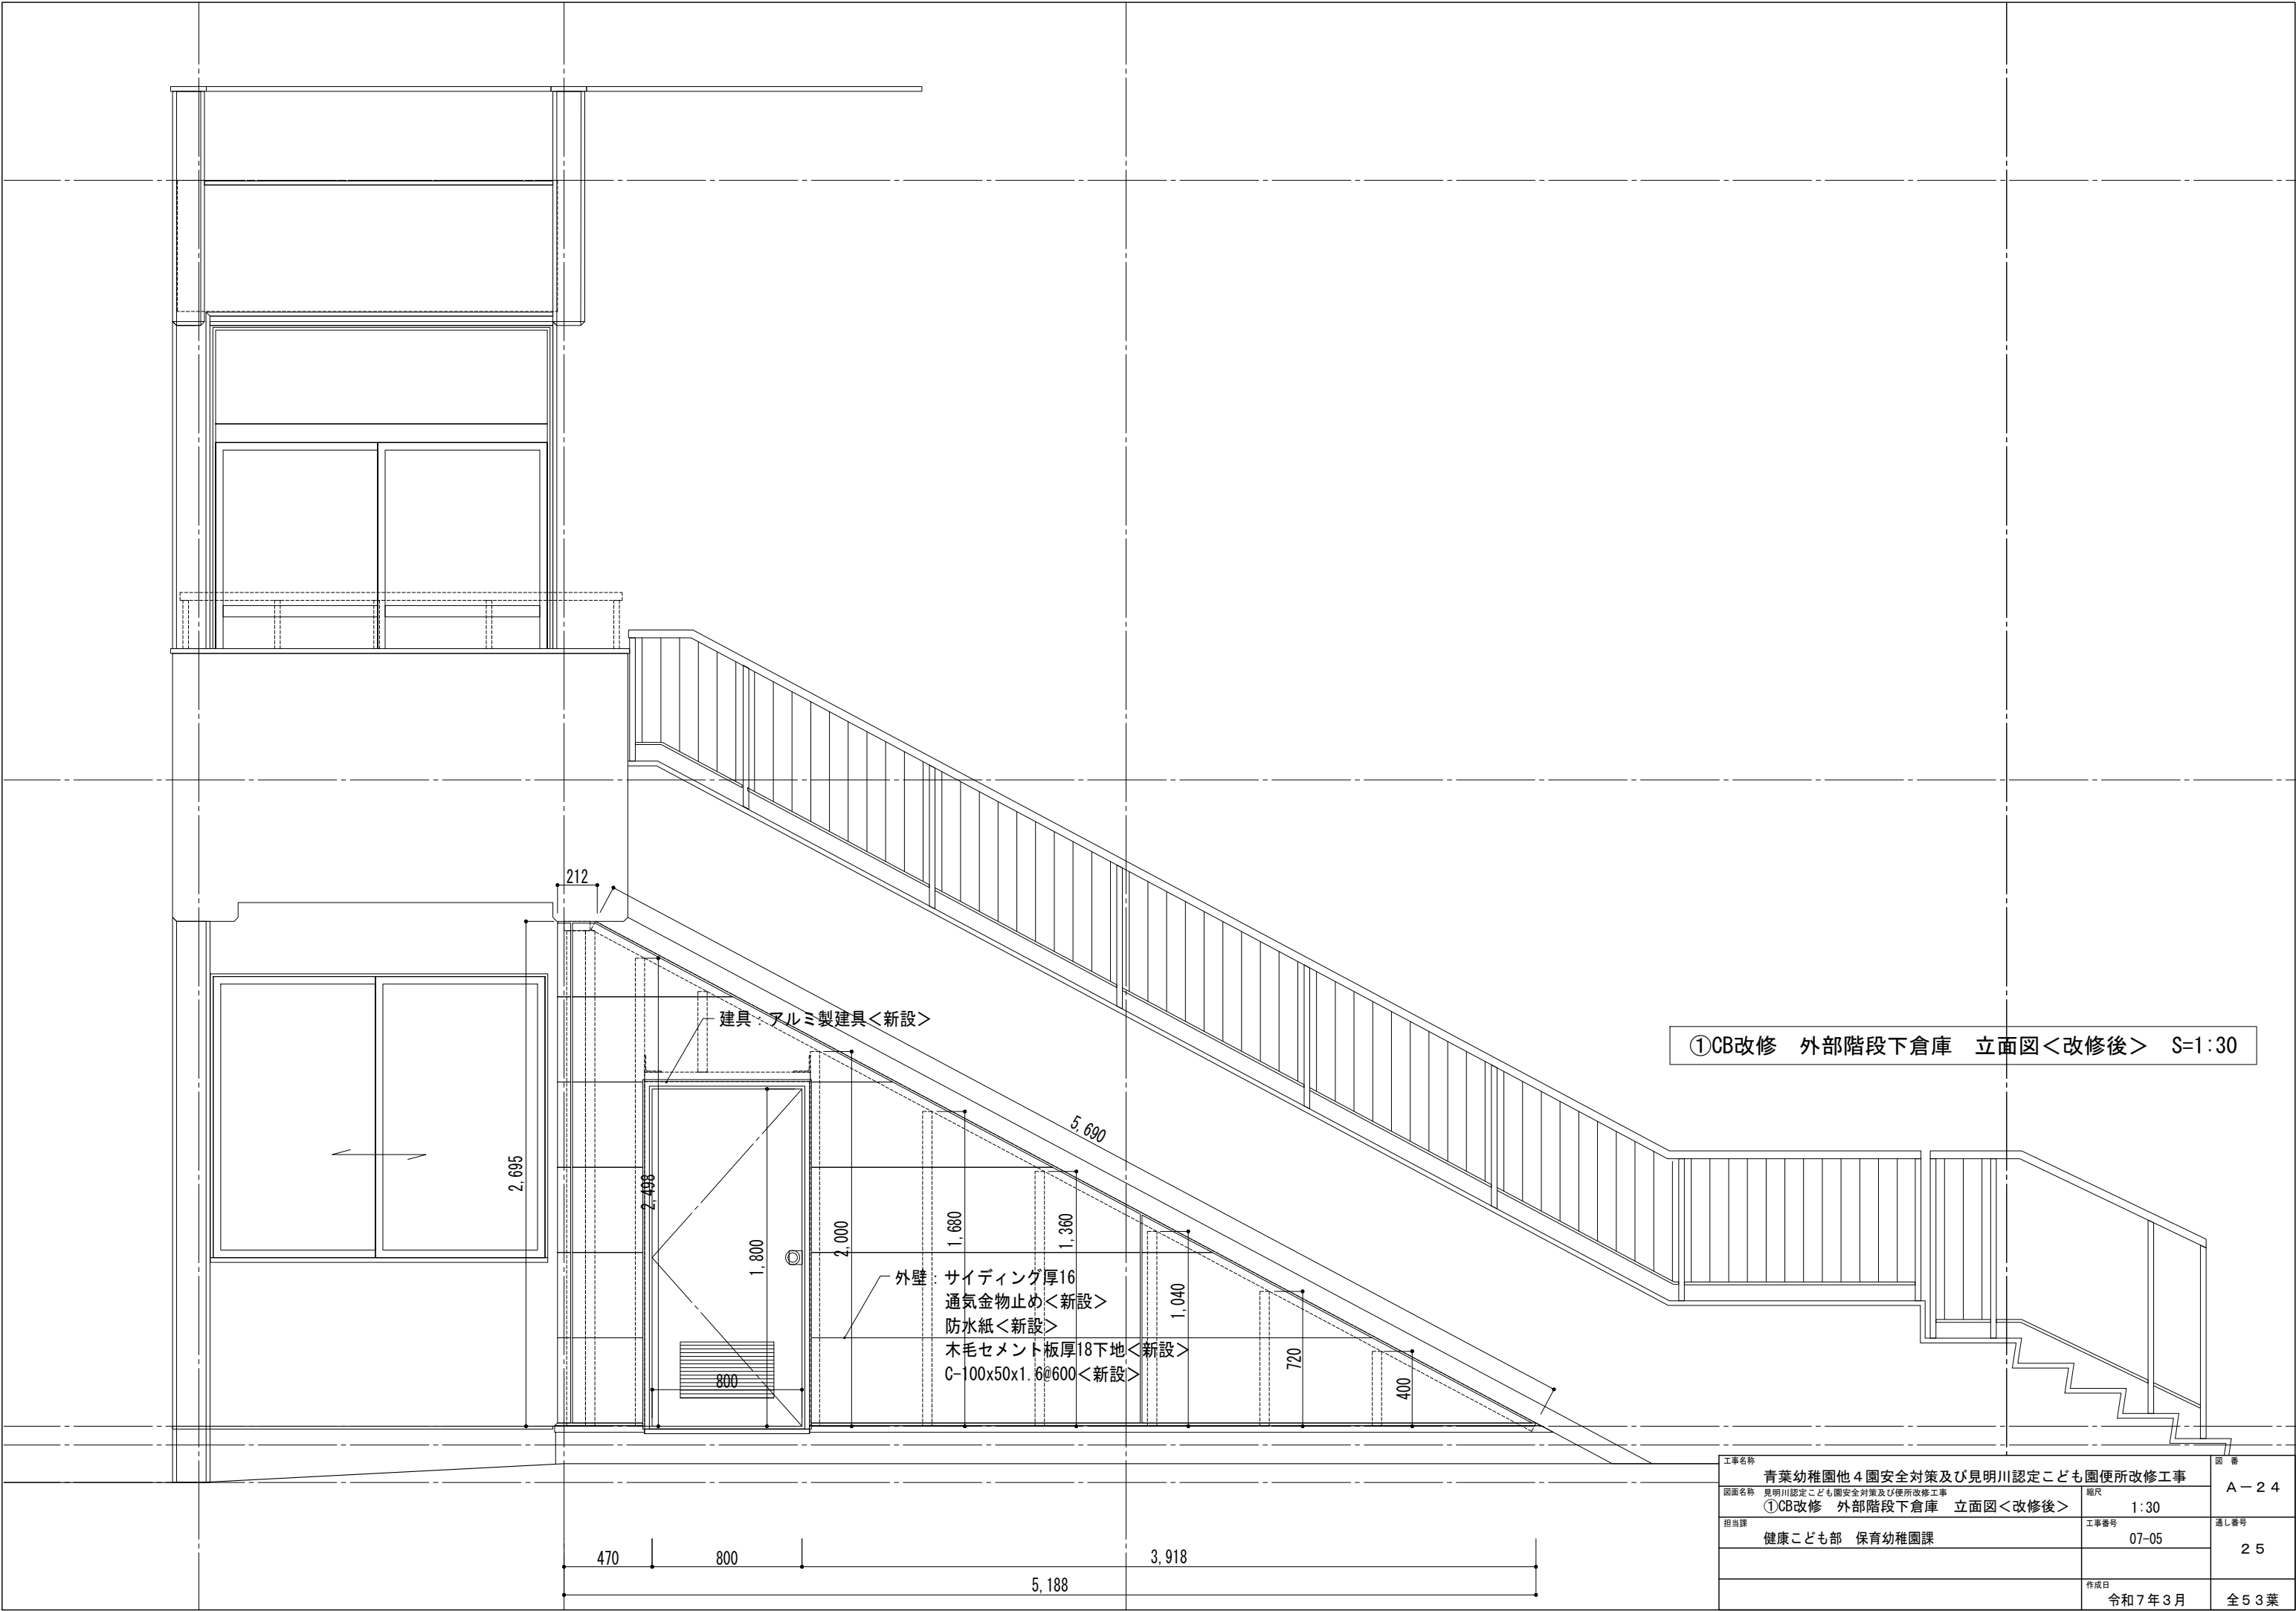 212
建具：アルミ製建具＜新設＞
①CB改修　外部階段下倉庫　立面図＜改修後＞　S=1:30
5,690
2,695
2,498
1,800
2,000
1,680
1,360
1,040
720
400
800
外壁：サイディング厚16
通気金物止め＜新設＞
防水紙＜新設＞
木毛セメント板厚18下地＜新設＞
C-100x50x1.6@600＜新設＞
470
800
3,918
5,188
工事名称
青葉幼稚園他４園安全対策及び見明川認定こども園便所改修工事
図番
Ａ－２４
図面名称
見明川認定こども園安全対策及び便所改修工事
①CB改修　外部階段下倉庫　立面図＜改修後＞
縮尺
1:30
担当課
健康こども部　保育幼稚園課
工事番号
07-05
通し番号
２５
作成日
令和７年３月
全５３葉